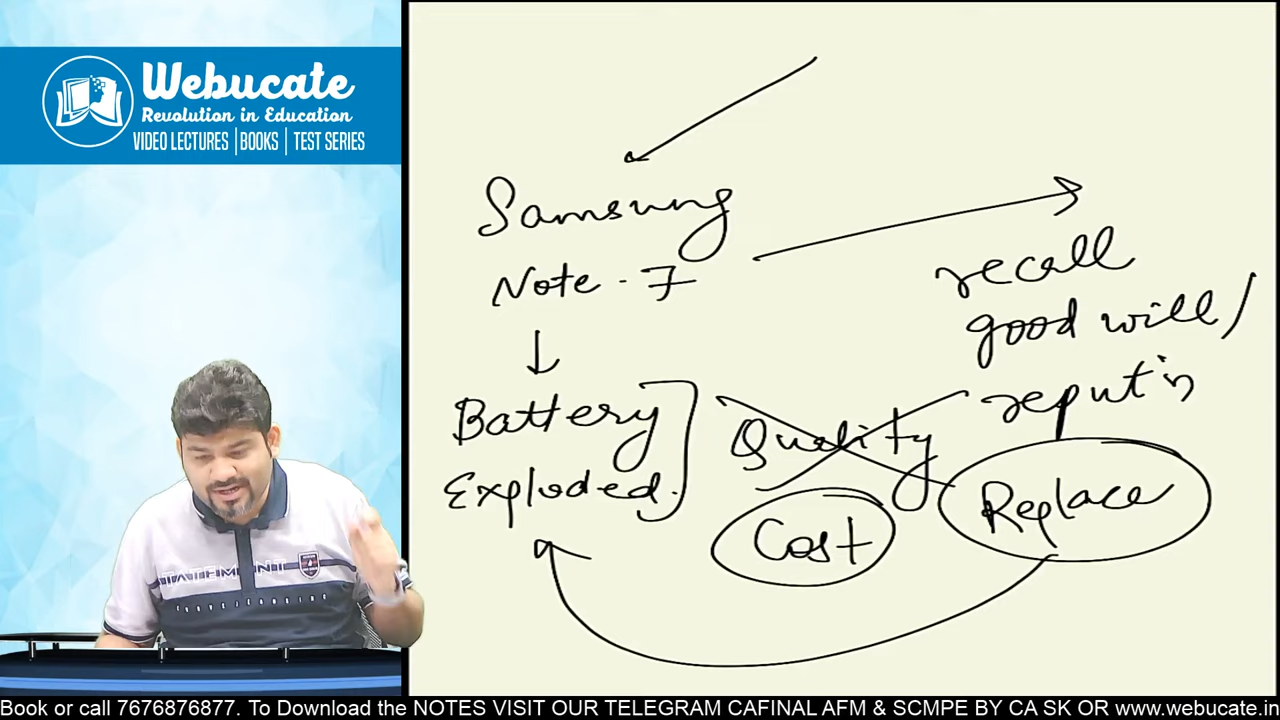 Webucate
Revolution in Education
VIDEO LECTURES | BOOKS | TEST SERIES
Samsung
Note - 7
Battery
Exploded.
Quality
Cost
recall
good will /
reput'n
Replace
TATEMENT
Book or call 7676876877. To Download the NOTES VISIT OUR TELEGRAM CAFINAL AFM & SCMPE BY CA SK OR www.webucate.in